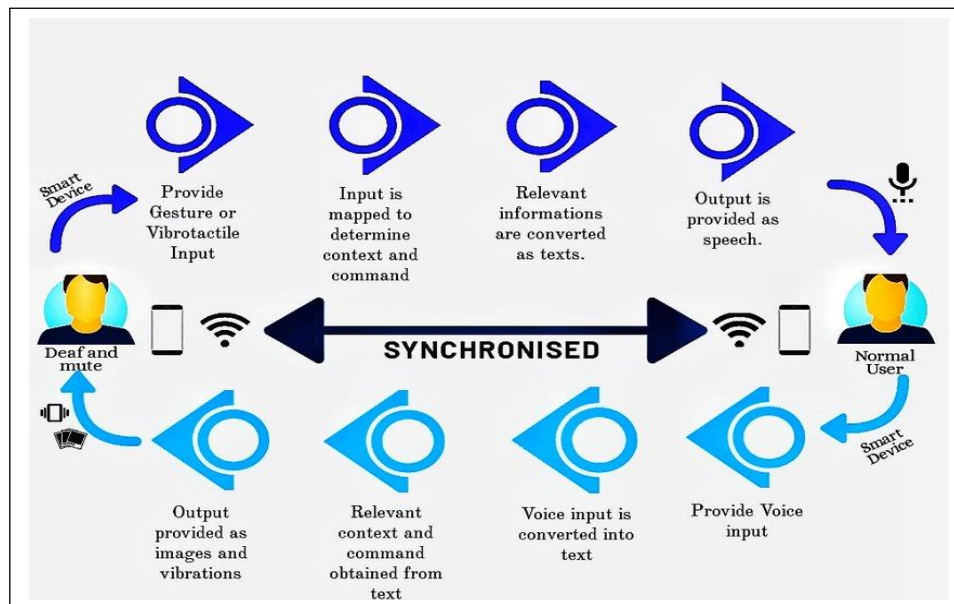 Smart
Device
Provide
Gesture or
Vibrotactile
Input
Input is
mapped to
determine
context and
command
Relevant
informations
are converted
as texts.
Output is
provided as
speech.
Deaf and
mute
SYNCHRONISED
Normal
User
Smart
Device
Output
provided as
images and
vibrations
Relevant
context and
command
obtained from
text
Voice input is
converted into
text
Provide Voice
input